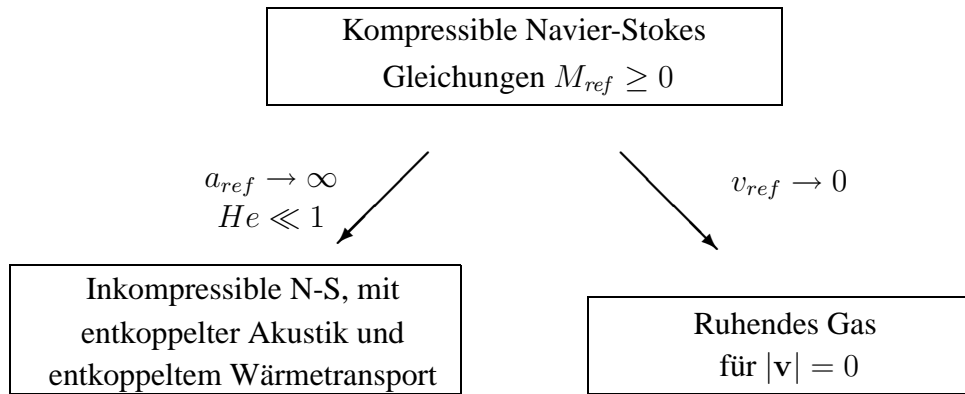 Kompressible Navier-Stokes
Gleichungen $M_{ref} \geq 0$
$a_{ref} \to \infty$
$He \ll 1$
$v_{ref} \to 0$
Inkompressible N-S, mit
entkoppelter Akustik und
entkoppeltem Wärmetransport
Ruhendes Gas
für $|\mathbf{v}| = 0$